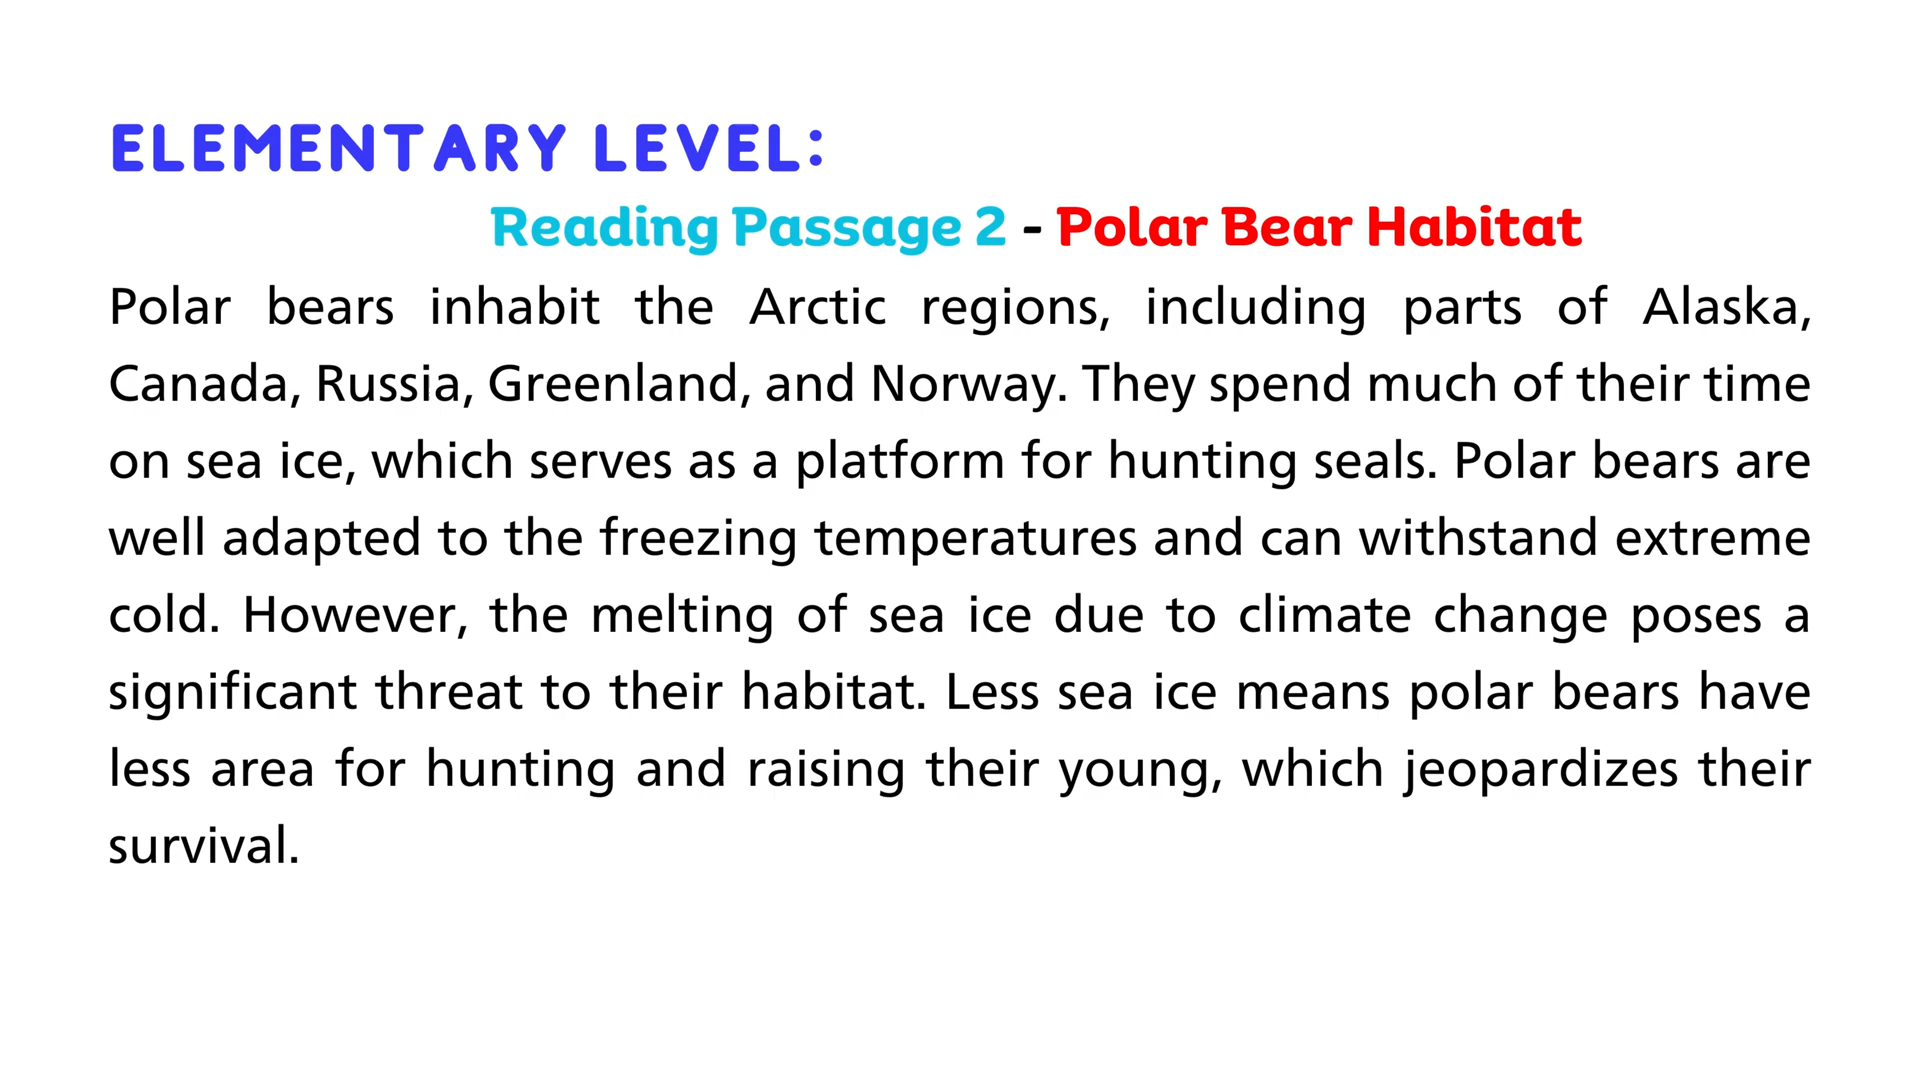 ELEMENTARY LEVEL:
Reading Passage 2 - Polar Bear Habitat
Polar bears inhabit the Arctic regions, including parts of Alaska,
Canada, Russia, Greenland, and Norway. They spend much of their time
on sea ice, which serves as a platform for hunting seals. Polar bears are
well adapted to the freezing temperatures and can withstand extreme
cold. However, the melting of sea ice due to climate change poses a
significant threat to their habitat. Less sea ice means polar bears have
less area for hunting and raising their young, which jeopardizes their
survival.